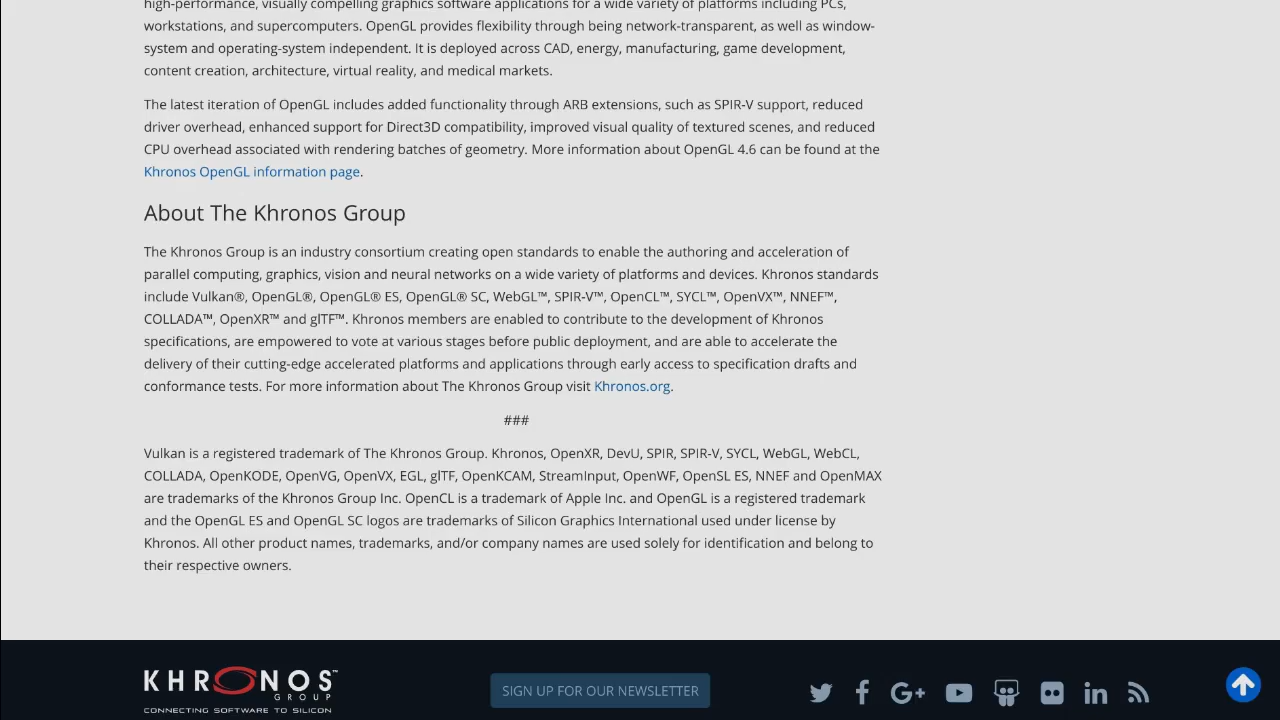 high-performance, visually compelling graphics software applications for a wide variety of platforms including PCs,
workstations, and supercomputers. OpenGL provides flexibility through being network-transparent, as well as window-
system and operating-system independent. It is deployed across CAD, energy, manufacturing, game development,
content creation, architecture, virtual reality, and medical markets.
The latest iteration of OpenGL includes added functionality through ARB extensions, such as SPIR-V support, reduced
driver overhead, enhanced support for Direct3D compatibility, improved visual quality of textured scenes, and reduced
CPU overhead associated with rendering batches of geometry. More information about OpenGL 4.6 can be found at the
Khronos OpenGL information page.
About The Khronos Group
The Khronos Group is an industry consortium creating open standards to enable the authoring and acceleration of
parallel computing, graphics, vision and neural networks on a wide variety of platforms and devices. Khronos standards
include Vulkan®, OpenGL®, OpenGL® ES, OpenGL® SC, WebGL™, SPIR-V™, OpenCL™, SYCL™, OpenVX™, NNEF™,
COLLADA™, OpenXR™ and glTF™. Khronos members are enabled to contribute to the development of Khronos
specifications, are empowered to vote at various stages before public deployment, and are able to accelerate the
delivery of their cutting-edge accelerated platforms and applications through early access to specification drafts and
conformance tests. For more information about The Khronos Group visit Khronos.org.
###
Vulkan is a registered trademark of The Khronos Group. Khronos, OpenXR, DevU, SPIR, SPIR-V, SYCL, WebGL, WebCL,
COLLADA, OpenKODE, OpenVG, OpenVX, EGL, glTF, OpenKCAM, StreamInput, OpenWF, OpenSL ES, NNEF and OpenMAX
are trademarks of the Khronos Group Inc. OpenCL is a trademark of Apple Inc. and OpenGL is a registered trademark
and the OpenGL ES and OpenGL SC logos are trademarks of Silicon Graphics International used under license by
Khronos. All other product names, trademarks, and/or company names are used solely for identification and belong to
their respective owners.
KHRONOS™
GROUP
CONNECTING SOFTWARE TO SILICON
SIGN UP FOR OUR NEWSLETTER